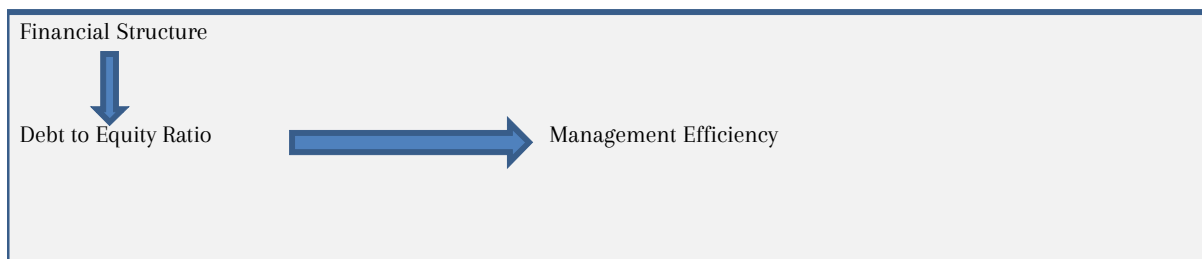 Financial Structure
Debt to Equity Ratio
Management Efficiency